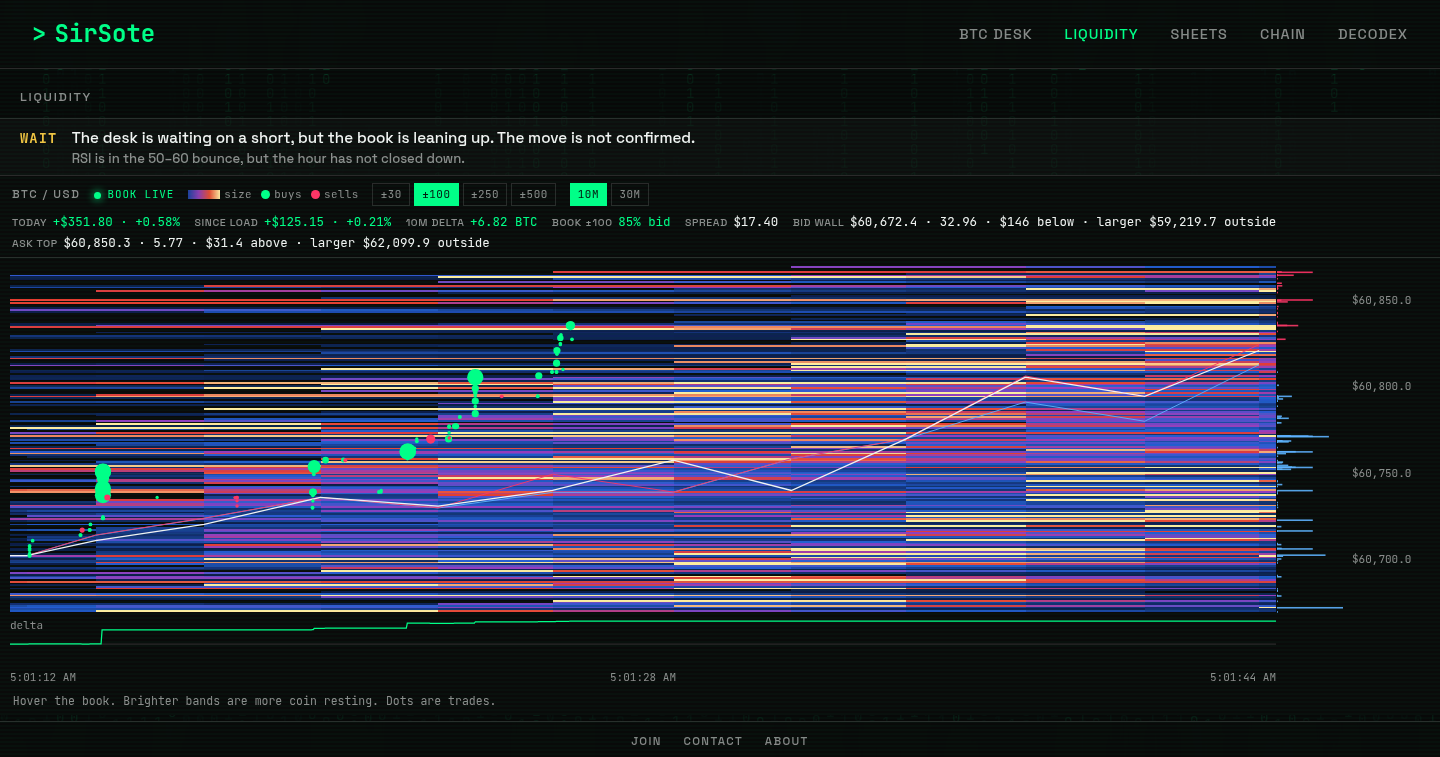 > SirSote
BTC DESK LIQUIDITY SHEETS CHAIN DECODEX
LIQUIDITY
WAIT The desk is waiting on a short, but the book is leaning up. The move is not confirmed.
RSI is in the 50–60 bounce, but the hour has not closed down.
BTC / USD BOOK LIVE size buys sells ±30 ±100 ±250 ±500 10M 30M
TODAY +$351.80 · +0.58% SINCE LOAD +$125.15 · +0.21% 10M DELTA +6.82 BTC BOOK ±100 85% bid SPREAD $17.40 BID WALL $60,672.4 · 32.96 · $146 below · larger $59,219.7 outside
ASK TOP $60,850.3 · 5.77 · $31.4 above · larger $62,099.9 outside
$60,850.0
$60,800.0
$60,750.0
$60,700.0
delta
5:01:12 AM 5:01:28 AM 5:01:44 AM
Hover the book. Brighter bands are more coin resting. Dots are trades.
JOIN CONTACT ABOUT